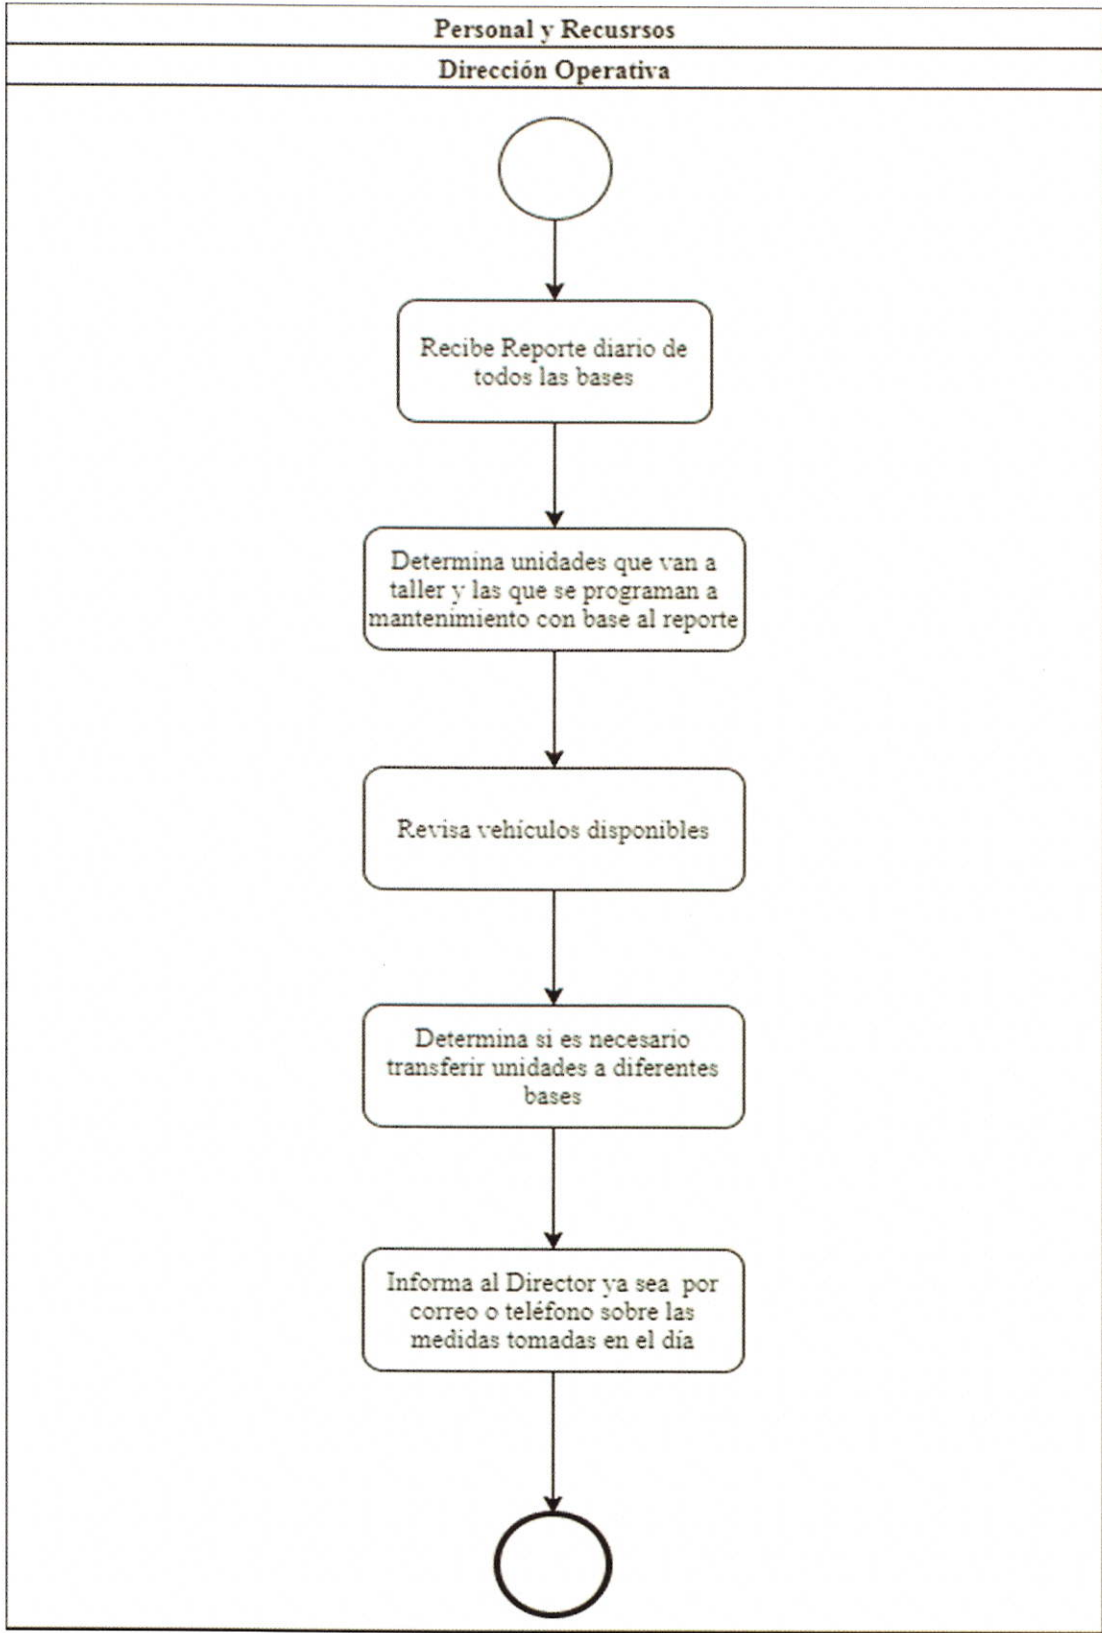 Personal y Recusrsos
Dirección Operativa
Recibe Reporte diario de
todos las bases
Determina unidades que van a
taller y las que se programan a
mantenimiento con base al reporte
Revisa vehículos disponibles
Determina si es necesario
transferir unidades a diferentes
bases
Informa al Director ya sea por
correo o teléfono sobre las
medidas tomadas en el día